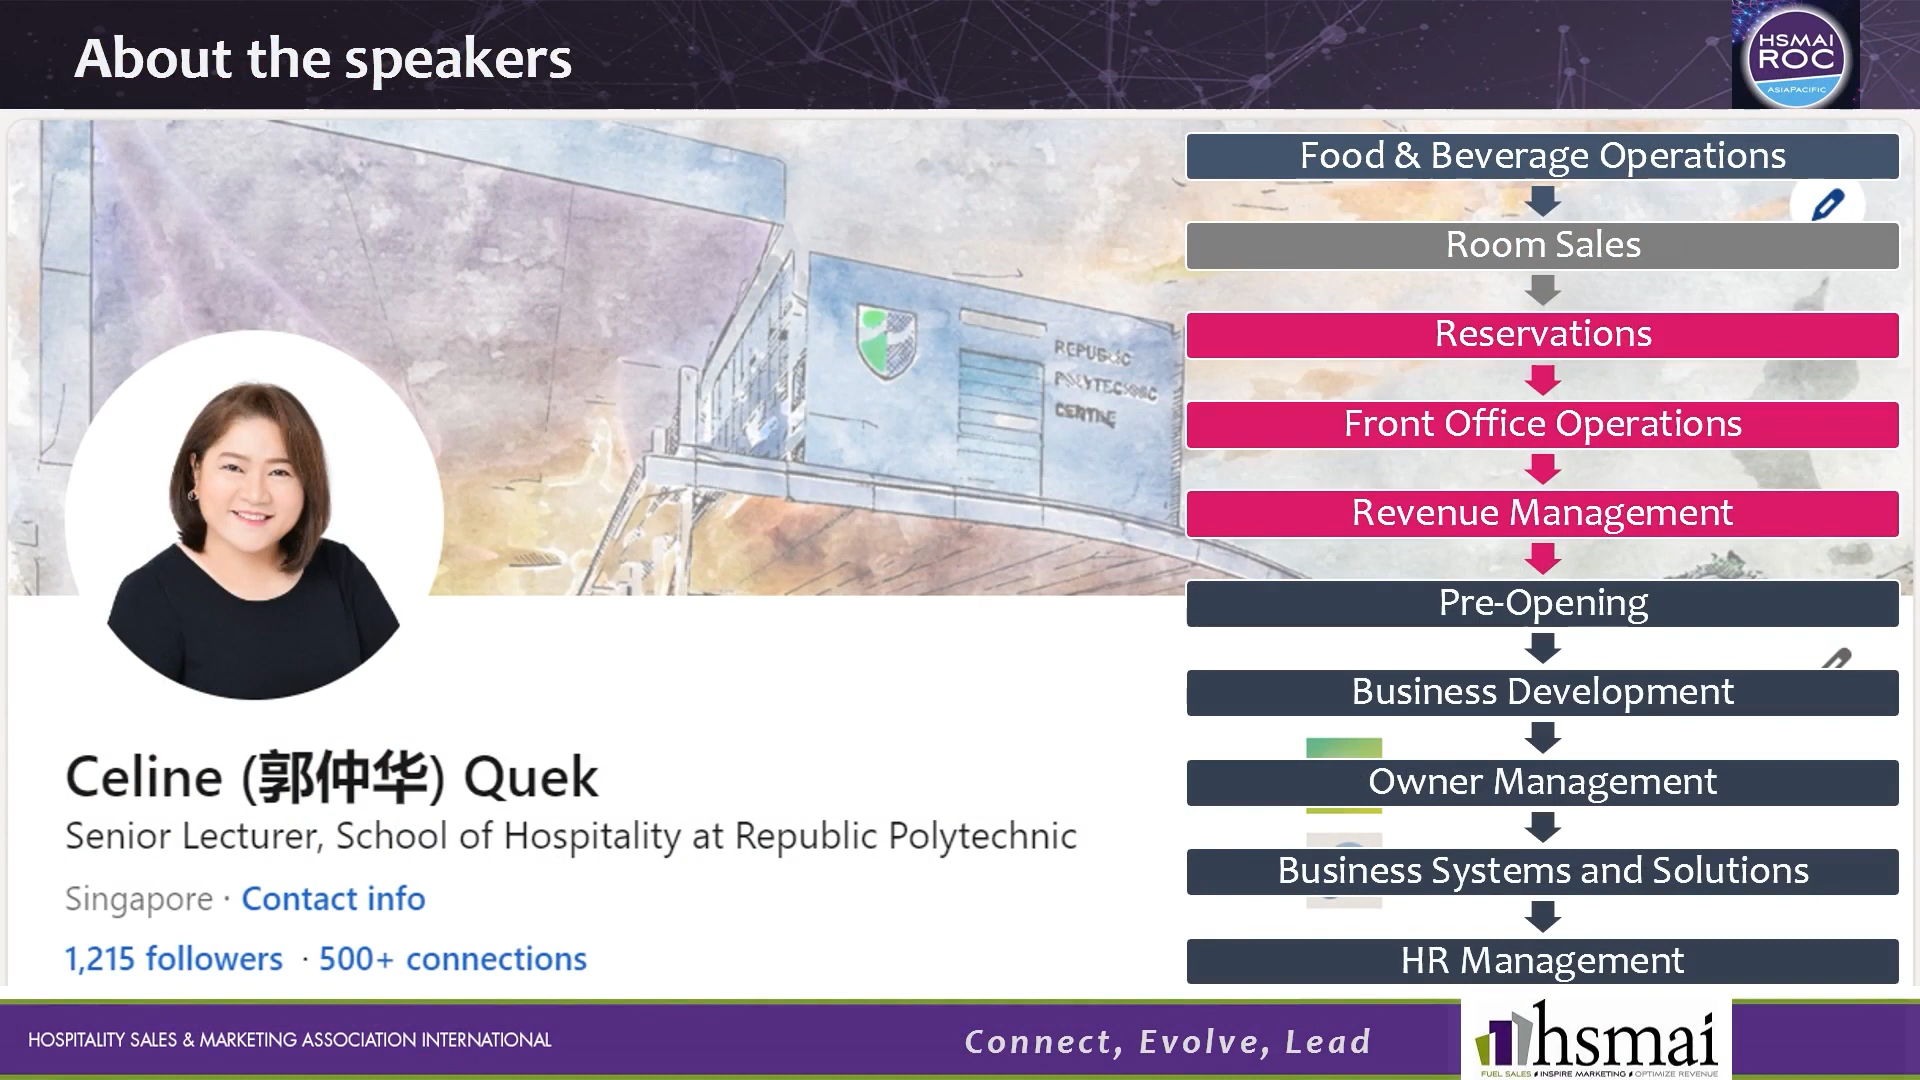 About the speakers
HSMAI
ROC
ASIAPACIFIC
Food & Beverage Operations
Room Sales
Reservations
Front Office Operations
Revenue Management
Pre-Opening
Business Development
Owner Management
Business Systems and Solutions
HR Management
REPUBLIC
POLYTECHNIC
CENTRE
Celine (郭仲华) Quek
Senior Lecturer, School of Hospitality at Republic Polytechnic
Singapore · Contact info
1,215 followers · 500+ connections
HOSPITALITY SALES & MARKETING ASSOCIATION INTERNATIONAL
Connect, Evolve, Lead
hsmai
FUEL SALES INSPIRE MARKETING OPTIMIZE REVENUE